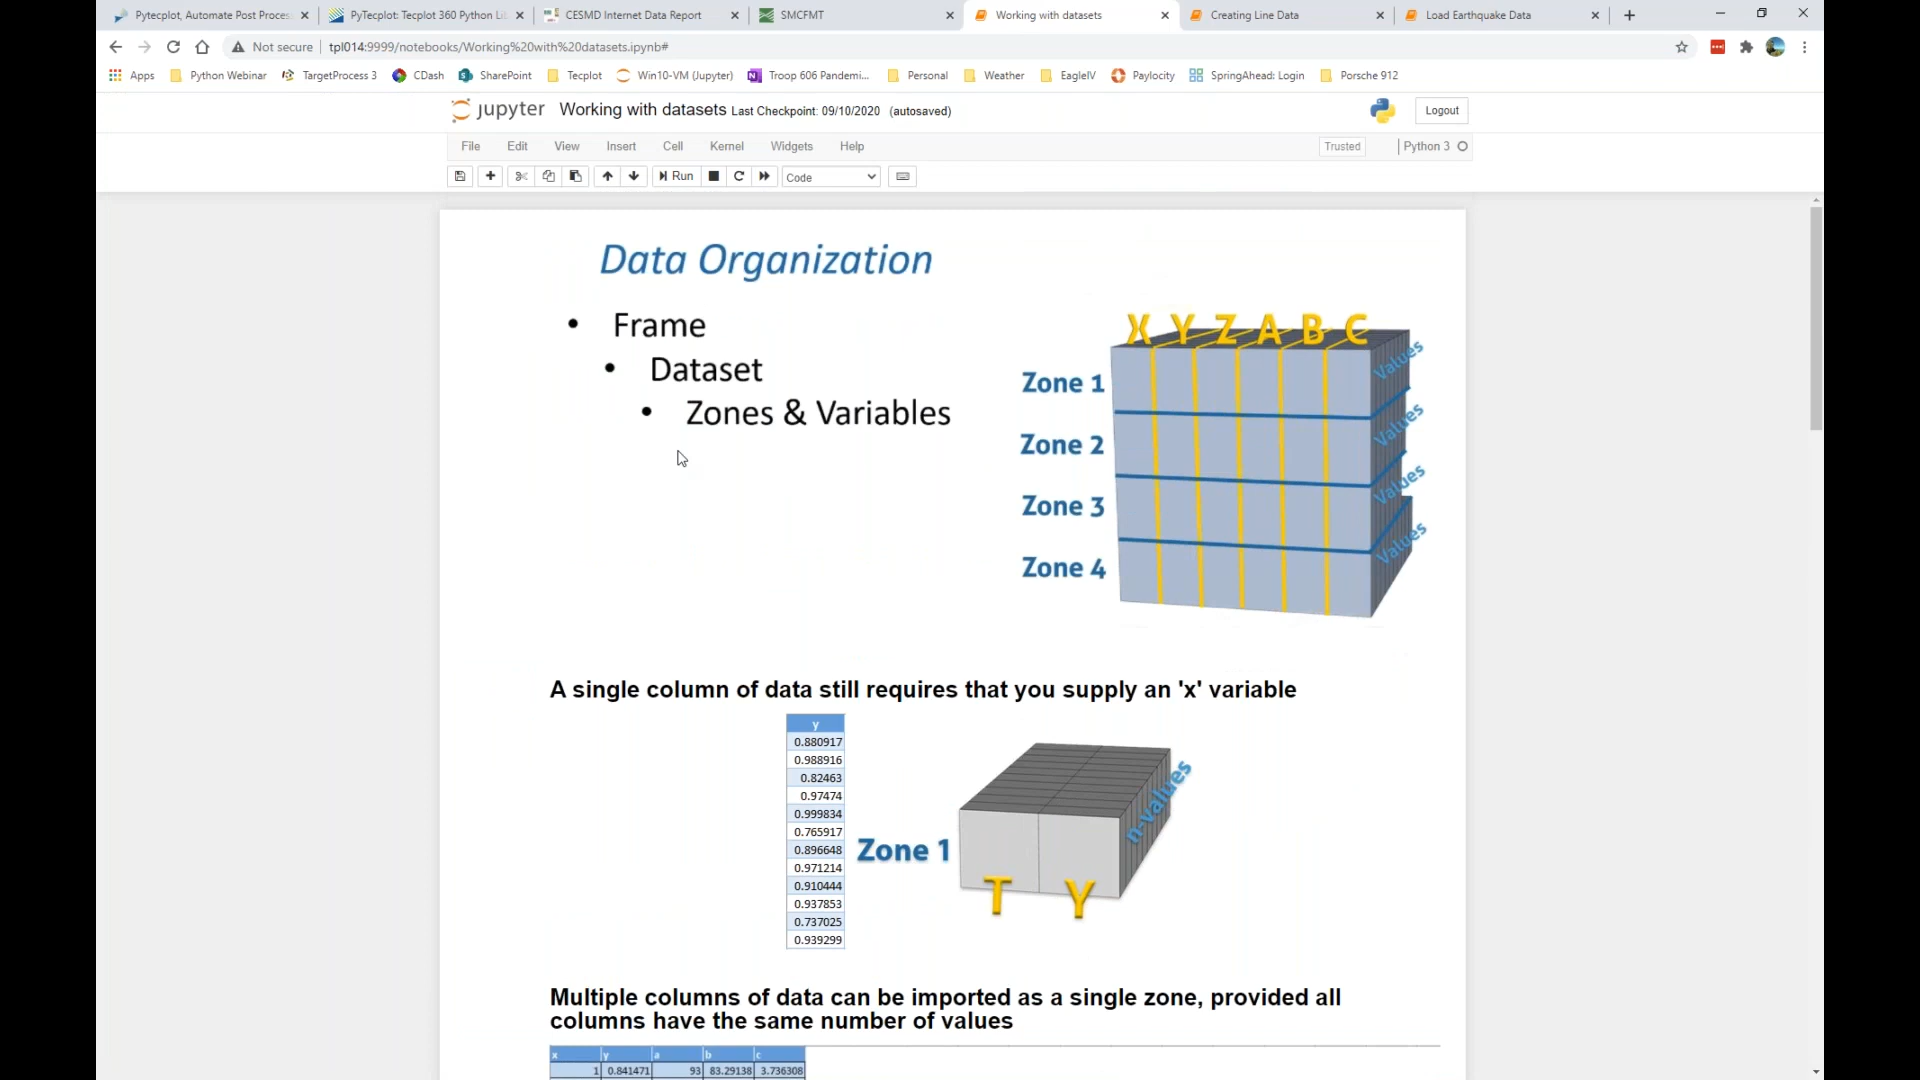 Pytecplot, Automate Post Proces
PyTecplot: Tecplot 360 Python Li
CESMD Internet Data Report
SMCFMT
Working with datasets
Creating Line Data
Load Earthquake Data
Not secure
tpl014:9999/notebooks/Working%20with%20datasets.ipynb#
Apps
Python Webinar
TargetProcess 3
CDash
SharePoint
Tecplot
Win10-VM (Jupyter)
Troop 606 Pandemi...
Personal
Weather
EagleIV
Paylocity
SpringAhead: Login
Porsche 912
jupyter Working with datasets Last Checkpoint: 09/10/2020 (autosaved)
Logout
File Edit View Insert Cell Kernel Widgets Help
Trusted
Python 3
Run
Code
Data Organization
• Frame
• Dataset
• Zones & Variables
X Y Z A B C
Zone 1
Values
Zone 2
Values
Zone 3
Values
Zone 4
Values
A single column of data still requires that you supply an 'x' variable
y
0.880917
0.988916
0.82463
0.97474
0.999834
0.765917
0.896648
0.971214
0.910444
0.937853
0.737025
0.939299
Zone 1
n-values
T Y
Multiple columns of data can be imported as a single zone, provided all
columns have the same number of values
x y a b c
1 0.841471 93 83.29138 3.736308